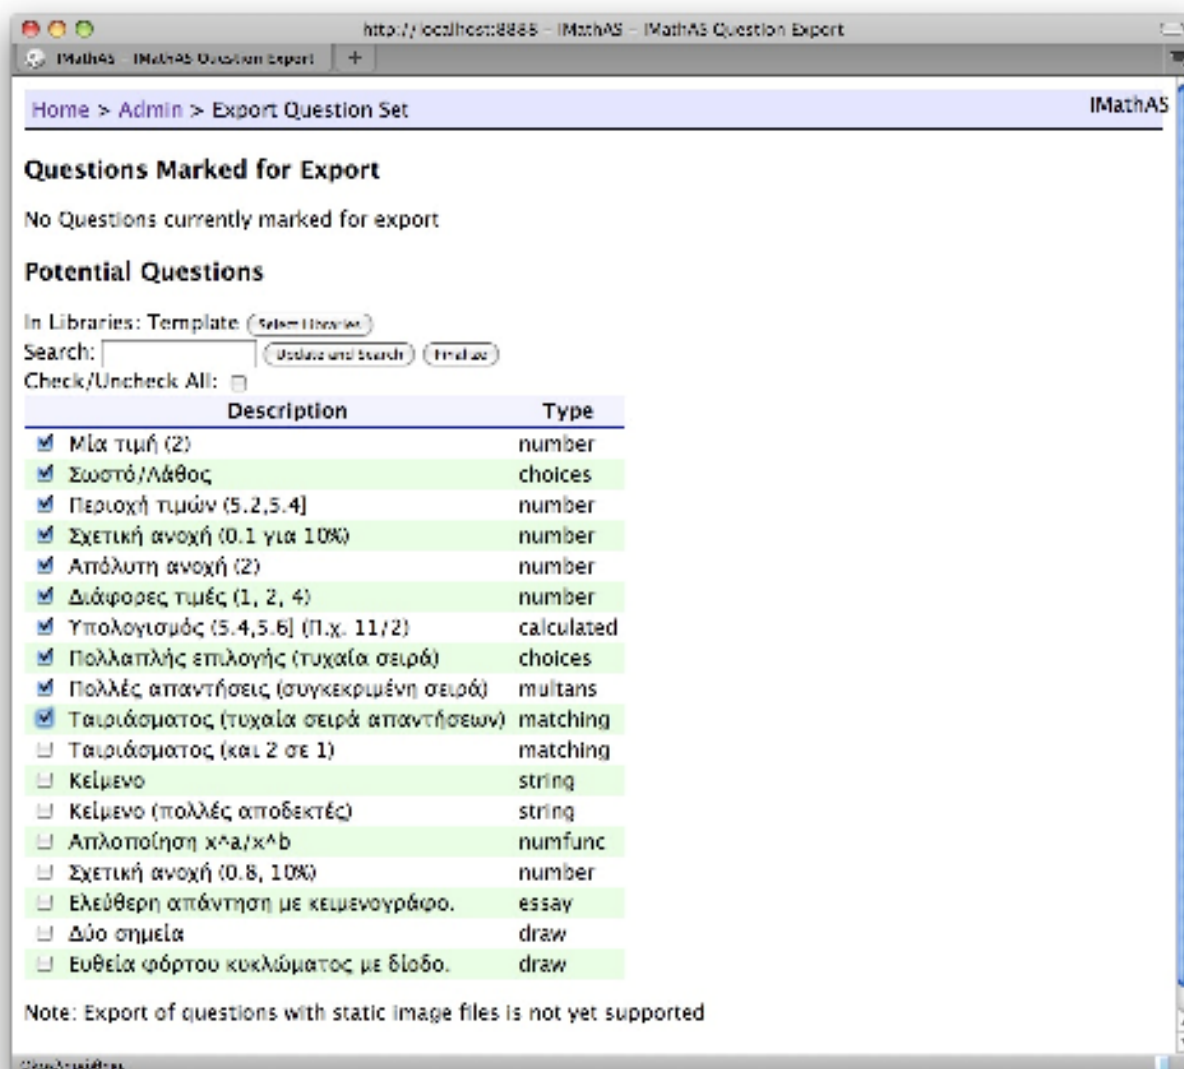 http://localhost:8888 – IMathAS – IMathAS Question Export
IMathAS – IMathAS Question Export
Home > Admin > Export Question Set
IMathAS
Questions Marked for Export
No Questions currently marked for export
Potential Questions
In Libraries: Template Select Libraries
Search: Update and Search Finalize
Check/Uncheck All:
Description Type
Μία τιμή (2) number
Σωστό/Λάθος choices
Περιοχή τιμών (5.2,5.4] number
Σχετική ανοχή (0.1 για 10%) number
Απόλυτη ανοχή (2) number
Διάφορες τιμές (1, 2, 4) number
Υπολογισμός (5.4,5.6] (Π.χ. 11/2) calculated
Πολλαπλής επιλογής (τυχαία σειρά) choices
Πολλές απαντήσεις (συγκεκριμένη σειρά) multans
Ταιριάσματος (τυχαία σειρά απαντήσεων) matching
Ταιριάσματος (και 2 σε 1) matching
Κείμενο string
Κείμενο (πολλές αποδεκτές) string
Απλοποίηση x^a/x^b numfunc
Σχετική ανοχή (0.8, 10%) number
Ελεύθερη απάντηση με κειμενογράφο. essay
Δύο σημεία draw
Ευθεία φόρτου κυκλώματος με δίοδο. draw
Note: Export of questions with static image files is not yet supported